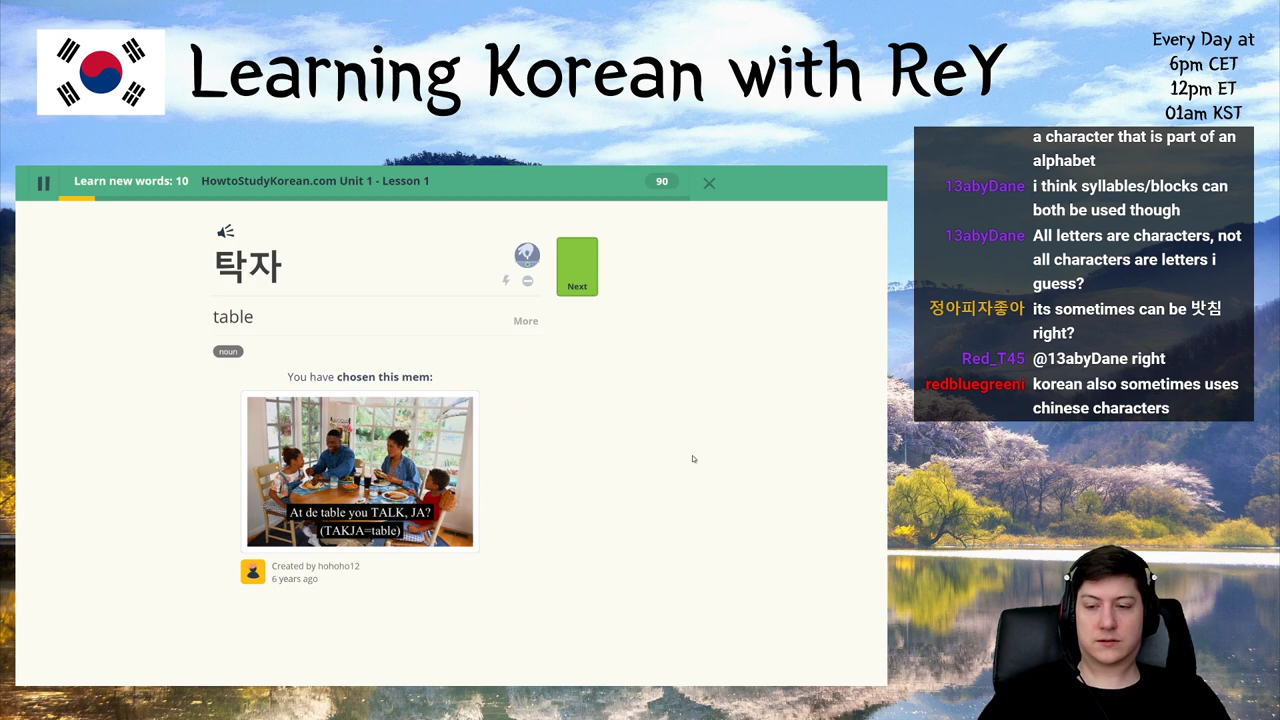 Learning Korean with ReY
Every Day at
6pm CET
12pm ET
01am KST
Learn new words: 10 HowtoStudyKorean.com Unit 1 - Lesson 1 90
탁자
Next
table
More
noun
You have chosen this mem:
At de table you TALK, JA?
(TAKJA=table)
Created by hohoho12
6 years ago
a character that is part of an
alphabet
13abyDane i think syllables/blocks can
both be used though
13abyDane All letters are characters, not
all characters are letters i
guess?
정아피자좋아 its sometimes can be 밧침
right?
Red_T45 @13abyDane right
redbluegreeni korean also sometimes uses
chinese characters